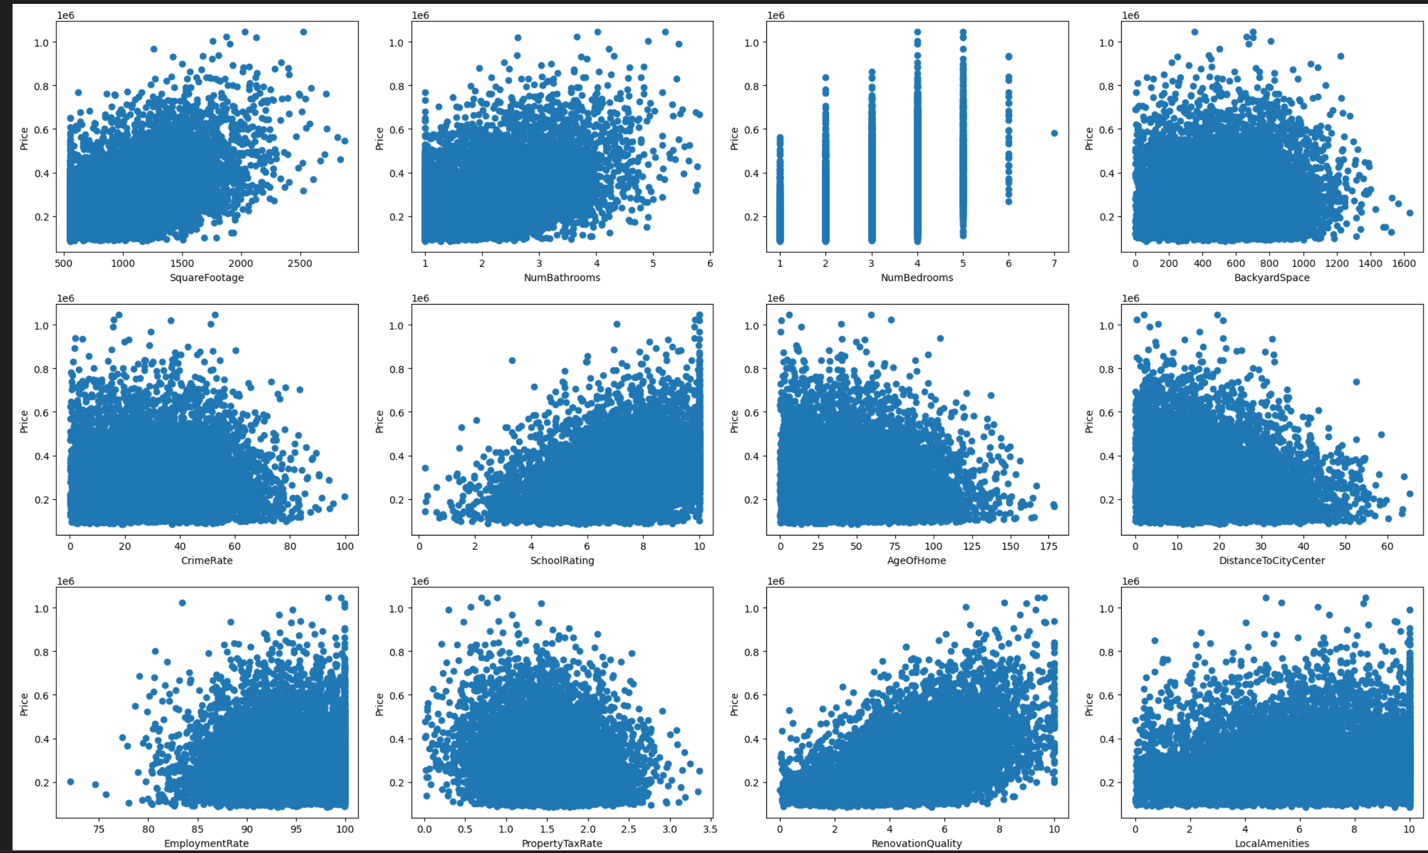 1e6 1e6 1e6 1e6
1.0 1.0 1.0 1.0
0.8 0.8 0.8 0.8
Price 0.6 Price 0.6 Price 0.6 Price 0.6
0.4 0.4 0.4 0.4
0.2 0.2 0.2 0.2
500 1000 1500 2000 2500 1 2 3 4 5 6 1 2 3 4 5 6 7 0 200 400 600 800 1000 1200 1400 1600
SquareFootage NumBathrooms NumBedrooms BackyardSpace
1e6 1e6 1e6 1e6
1.0 1.0 1.0 1.0
0.8 0.8 0.8 0.8
Price 0.6 Price 0.6 Price 0.6 Price 0.6
0.4 0.4 0.4 0.4
0.2 0.2 0.2 0.2
0 20 40 60 80 100 0 2 4 6 8 10 0 25 50 75 100 125 150 175 0 10 20 30 40 50 60
CrimeRate SchoolRating AgeOfHome DistanceToCityCenter
1e6 1e6 1e6 1e6
1.0 1.0 1.0 1.0
0.8 0.8 0.8 0.8
Price 0.6 Price 0.6 Price 0.6 Price 0.6
0.4 0.4 0.4 0.4
0.2 0.2 0.2 0.2
75 80 85 90 95 100 0.0 0.5 1.0 1.5 2.0 2.5 3.0 3.5 0 2 4 6 8 10 0 2 4 6 8 10
EmploymentRate PropertyTaxRate RenovationQuality LocalAmenities